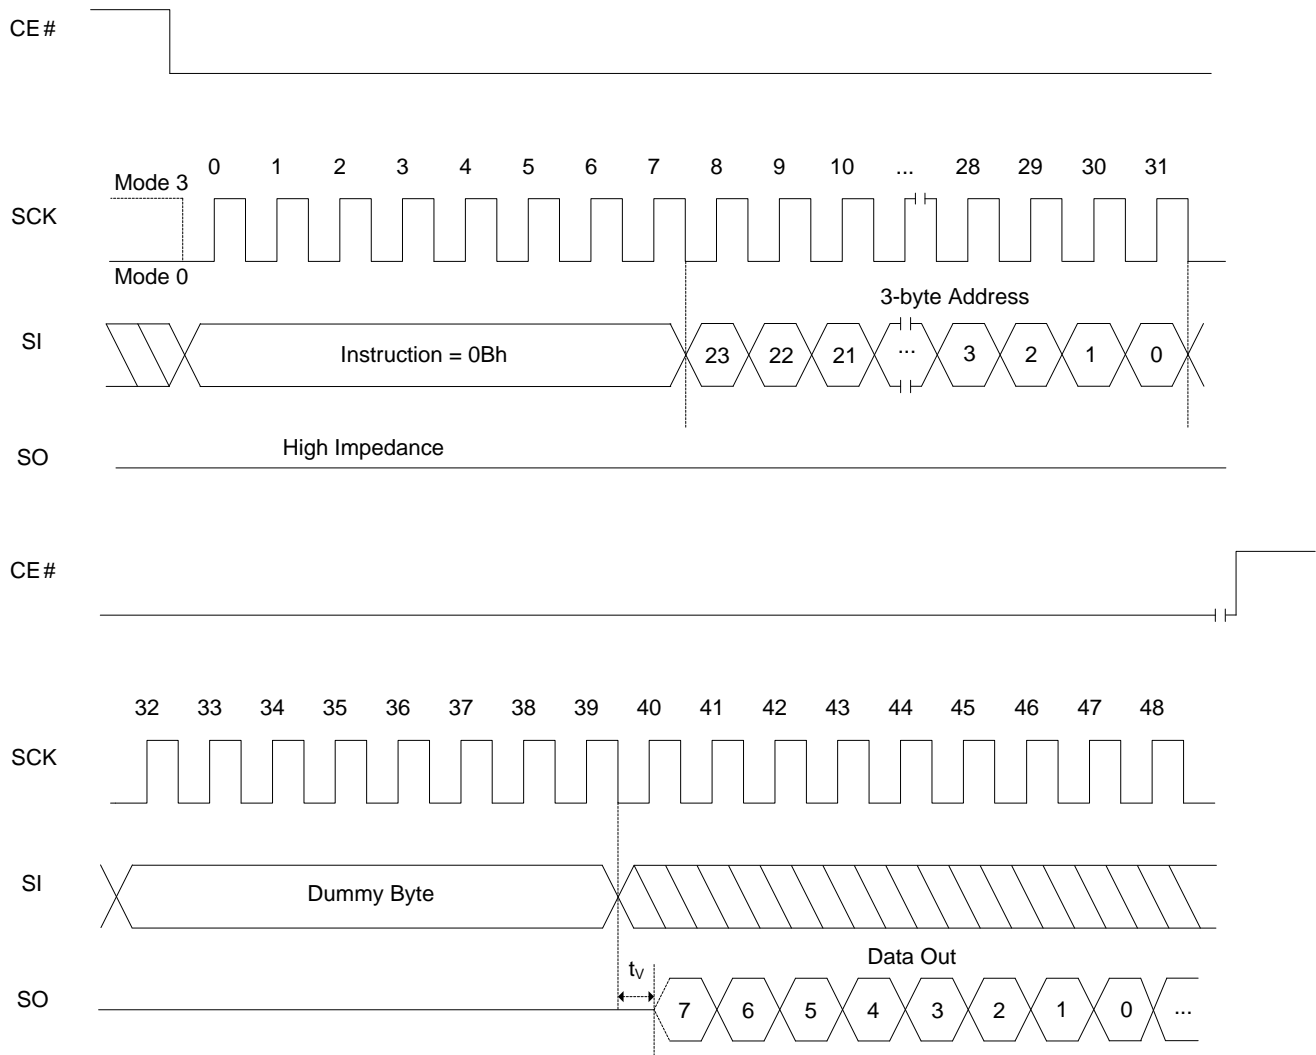 CE#
0 1 2 3 4 5 6 7 8 9 10 ... 28 29 30 31
Mode 3
SCK
Mode 0
3-byte Address
SI
Instruction = 0Bh 23 22 21 ... 3 2 1 0
High Impedance
SO
CE#
32 33 34 35 36 37 38 39 40 41 42 43 44 45 46 47 48
SCK
SI
Dummy Byte
Data Out
tV
SO
7 6 5 4 3 2 1 0 ...